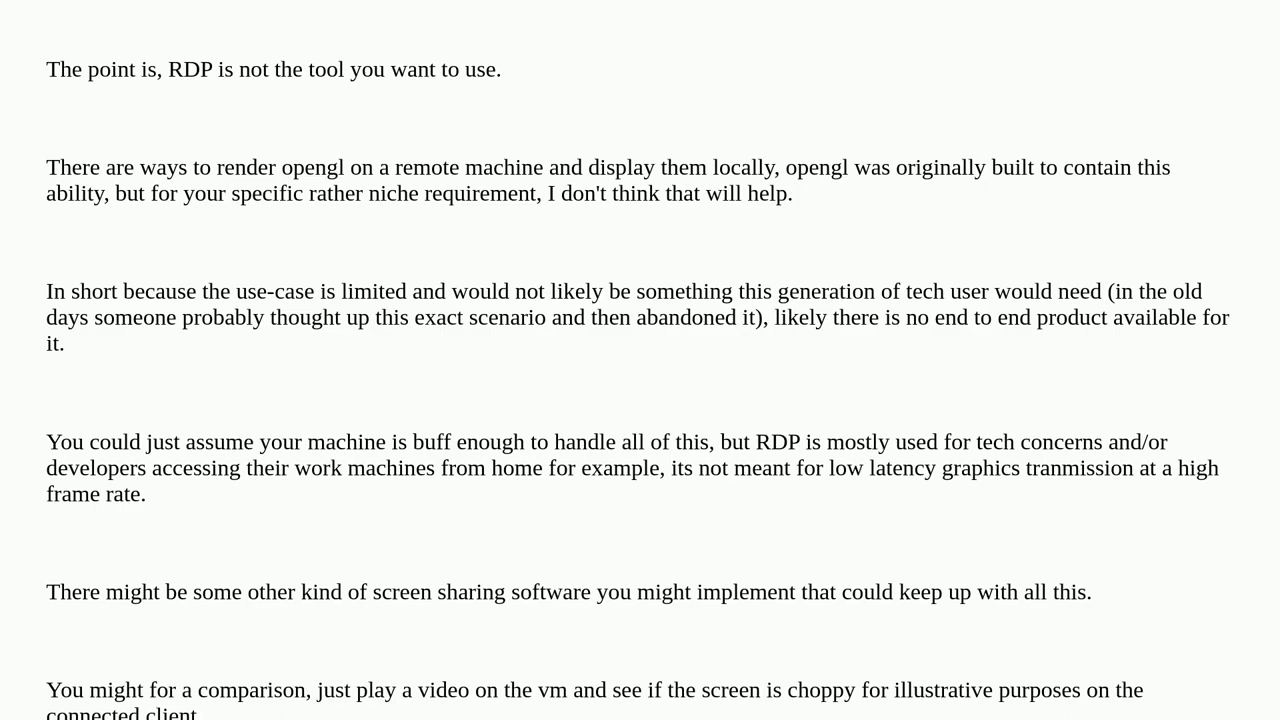 The point is, RDP is not the tool you want to use.
There are ways to render opengl on a remote machine and display them locally, opengl was originally built to contain this
ability, but for your specific rather niche requirement, I don't think that will help.
In short because the use-case is limited and would not likely be something this generation of tech user would need (in the old
days someone probably thought up this exact scenario and then abandoned it), likely there is no end to end product available for
it.
You could just assume your machine is buff enough to handle all of this, but RDP is mostly used for tech concerns and/or
developers accessing their work machines from home for example, its not meant for low latency graphics tranmission at a high
frame rate.
There might be some other kind of screen sharing software you might implement that could keep up with all this.
You might for a comparison, just play a video on the vm and see if the screen is choppy for illustrative purposes on the
connected client.